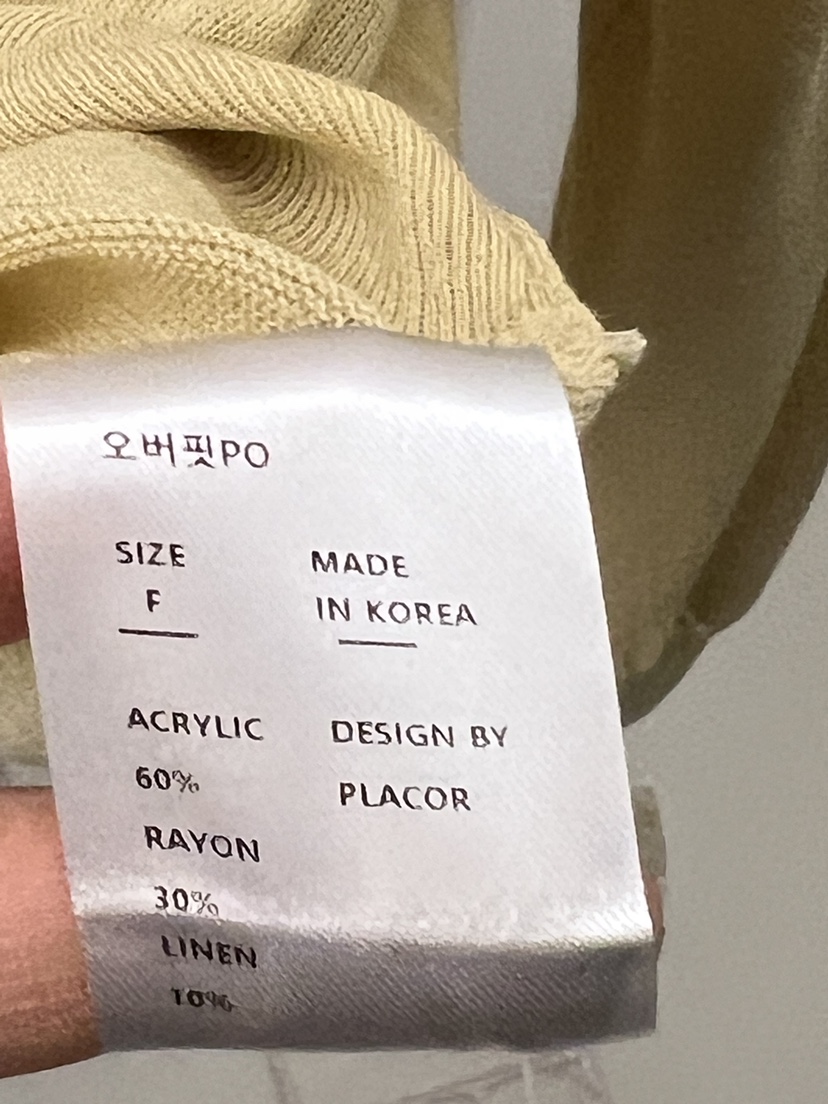 오버핏PO
SIZE
F
MADE
IN KOREA
ACRYLIC
60%
RAYON
30%
LINEN
10%
DESIGN BY
PLACOR